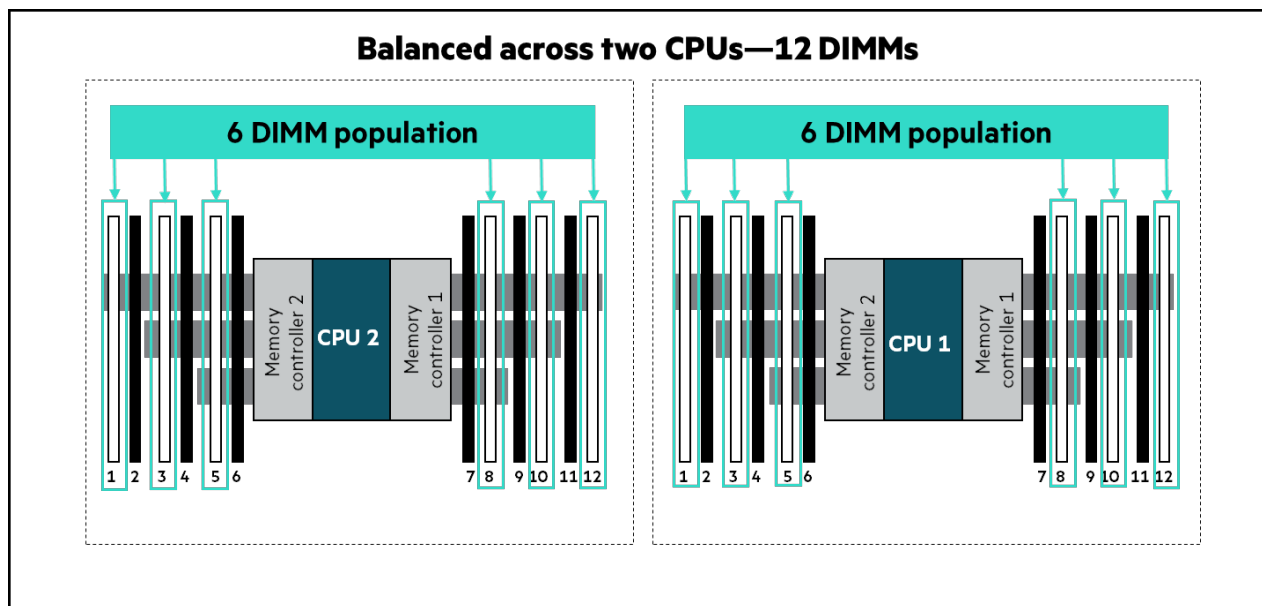 Balanced across two CPUs—12 DIMMs
6 DIMM population
Memory
controller 2
CPU 2
Memory
controller 1
1 2 3 4 5 6 7 8 9 10 11 12
6 DIMM population
Memory
controller 2
CPU 1
Memory
controller 1
1 2 3 4 5 6 7 8 9 10 11 12